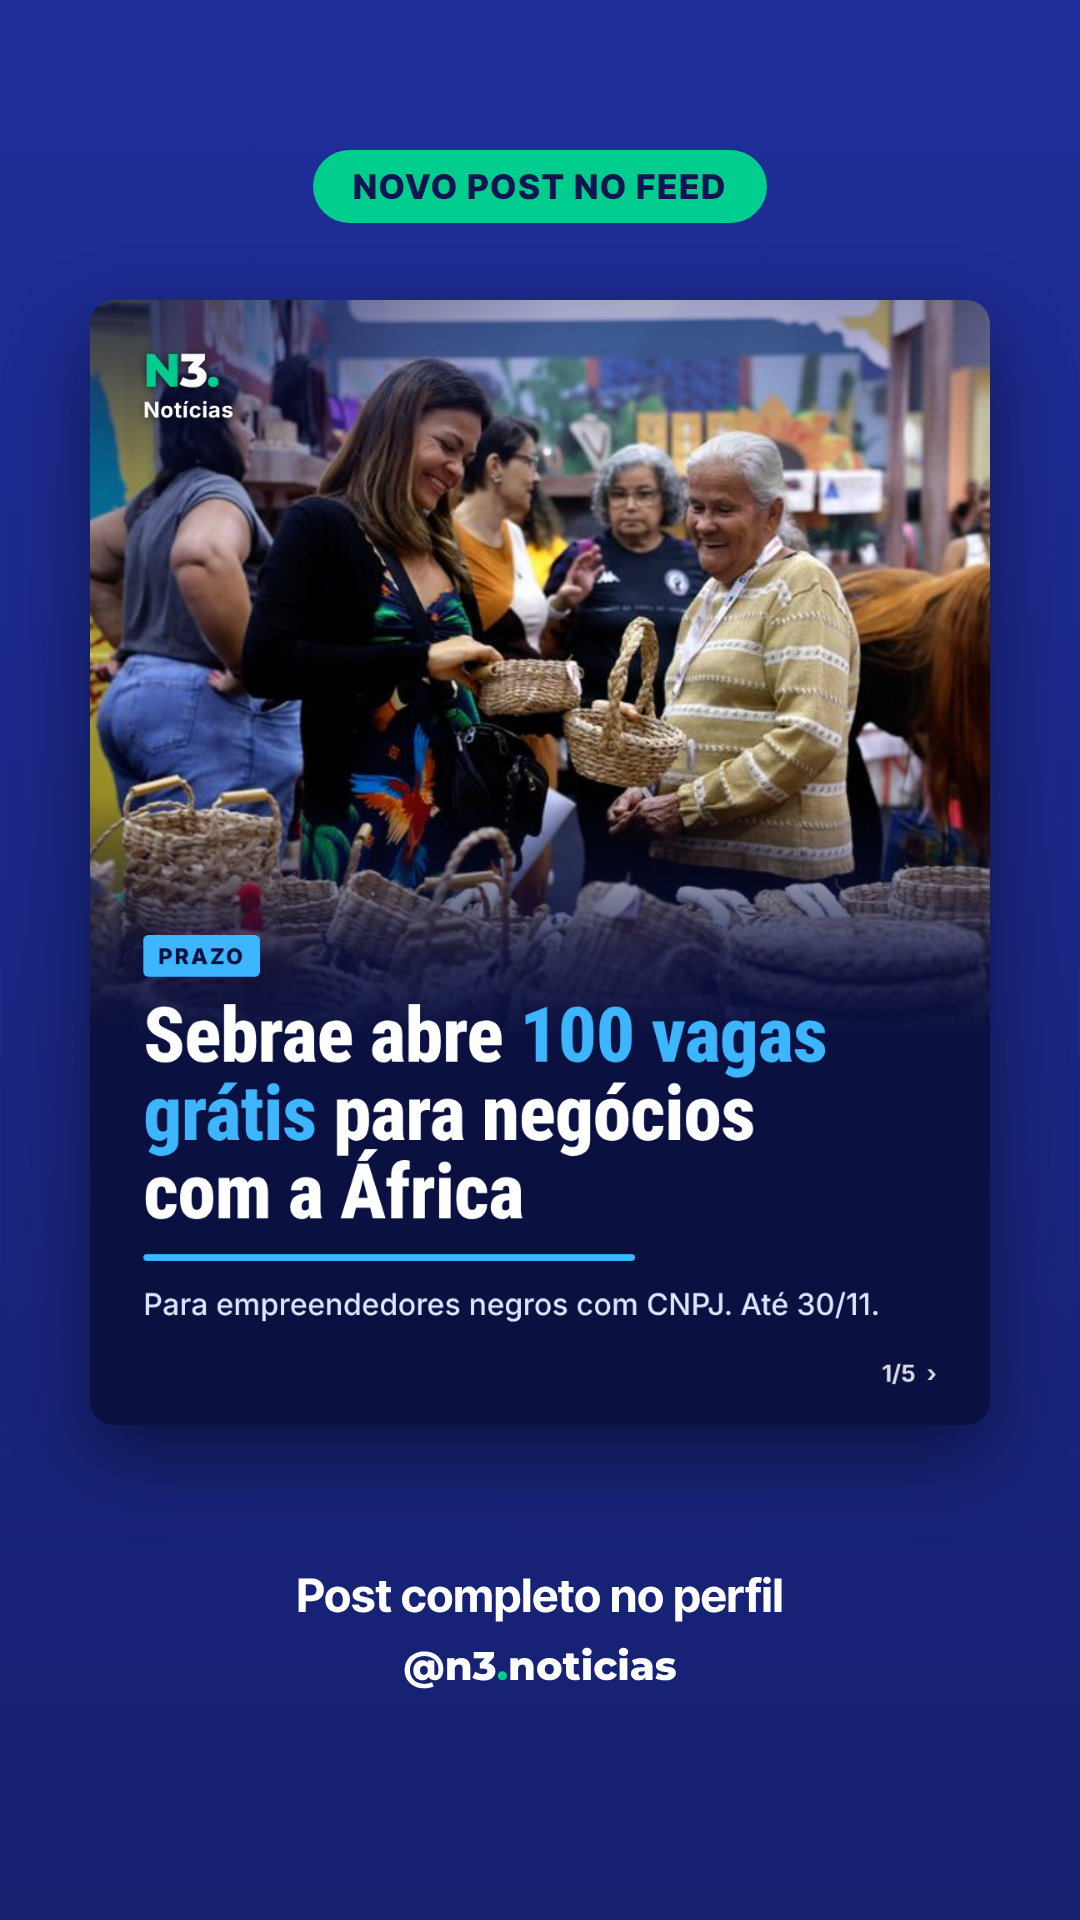 NOVO POST NO FEED
N3.
Notícias
PRAZO
Sebrae abre 100 vagas
grátis para negócios
com a África
Para empreendedores negros com CNPJ. Até 30/11.
1/5 ›
Post completo no perfil
@n3.noticias